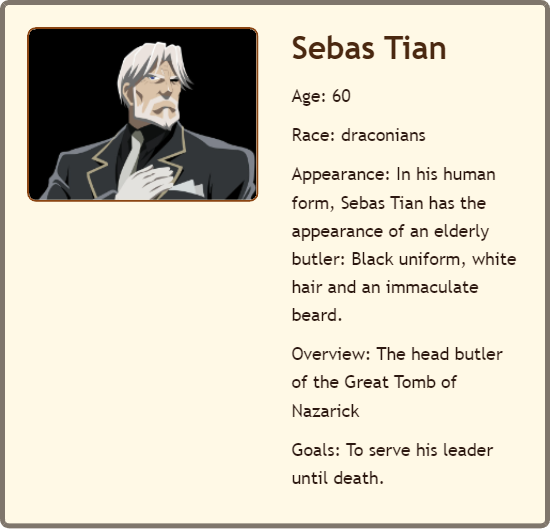 Sebas Tian
Age: 60
Race: draconians
Appearance: In his human
form, Sebas Tian has the
appearance of an elderly
butler: Black uniform, white
hair and an immaculate
beard.
Overview: The head butler
of the Great Tomb of
Nazarick
Goals: To serve his leader
until death.